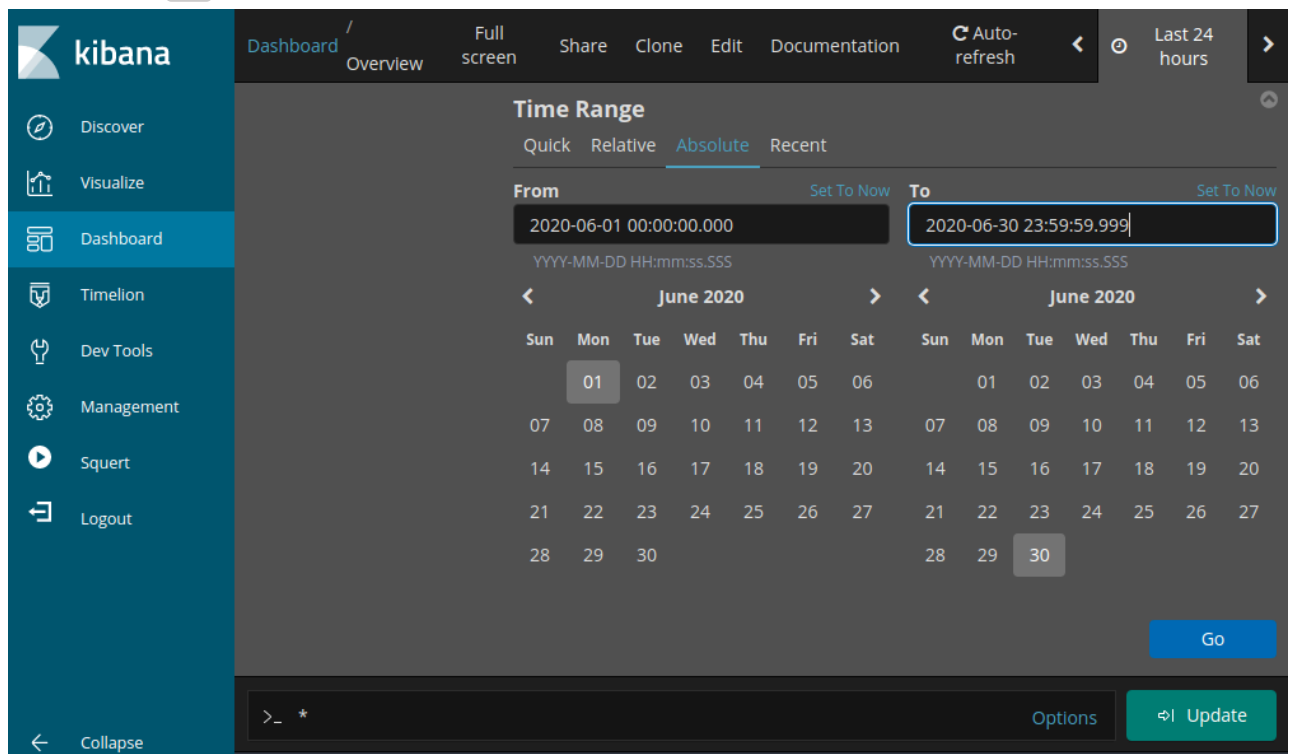 kibana
Discover
Visualize
Dashboard
Timelion
Dev Tools
Management
Squert
Logout
Collapse
Dashboard / Overview Full screen Share Clone Edit Documentation Auto-refresh Last 24 hours
Time Range
Quick Relative Absolute Recent
From Set To Now
2020-06-01 00:00:00.000
YYYY-MM-DD HH:mm:ss.SSS
June 2020
Sun Mon Tue Wed Thu Fri Sat
01 02 03 04 05 06
07 08 09 10 11 12 13
14 15 16 17 18 19 20
21 22 23 24 25 26 27
28 29 30
To Set To Now
2020-06-30 23:59:59.999
YYYY-MM-DD HH:mm:ss.SSS
June 2020
Sun Mon Tue Wed Thu Fri Sat
01 02 03 04 05 06
07 08 09 10 11 12 13
14 15 16 17 18 19 20
21 22 23 24 25 26 27
28 29 30
Go
>_ * Options
Update